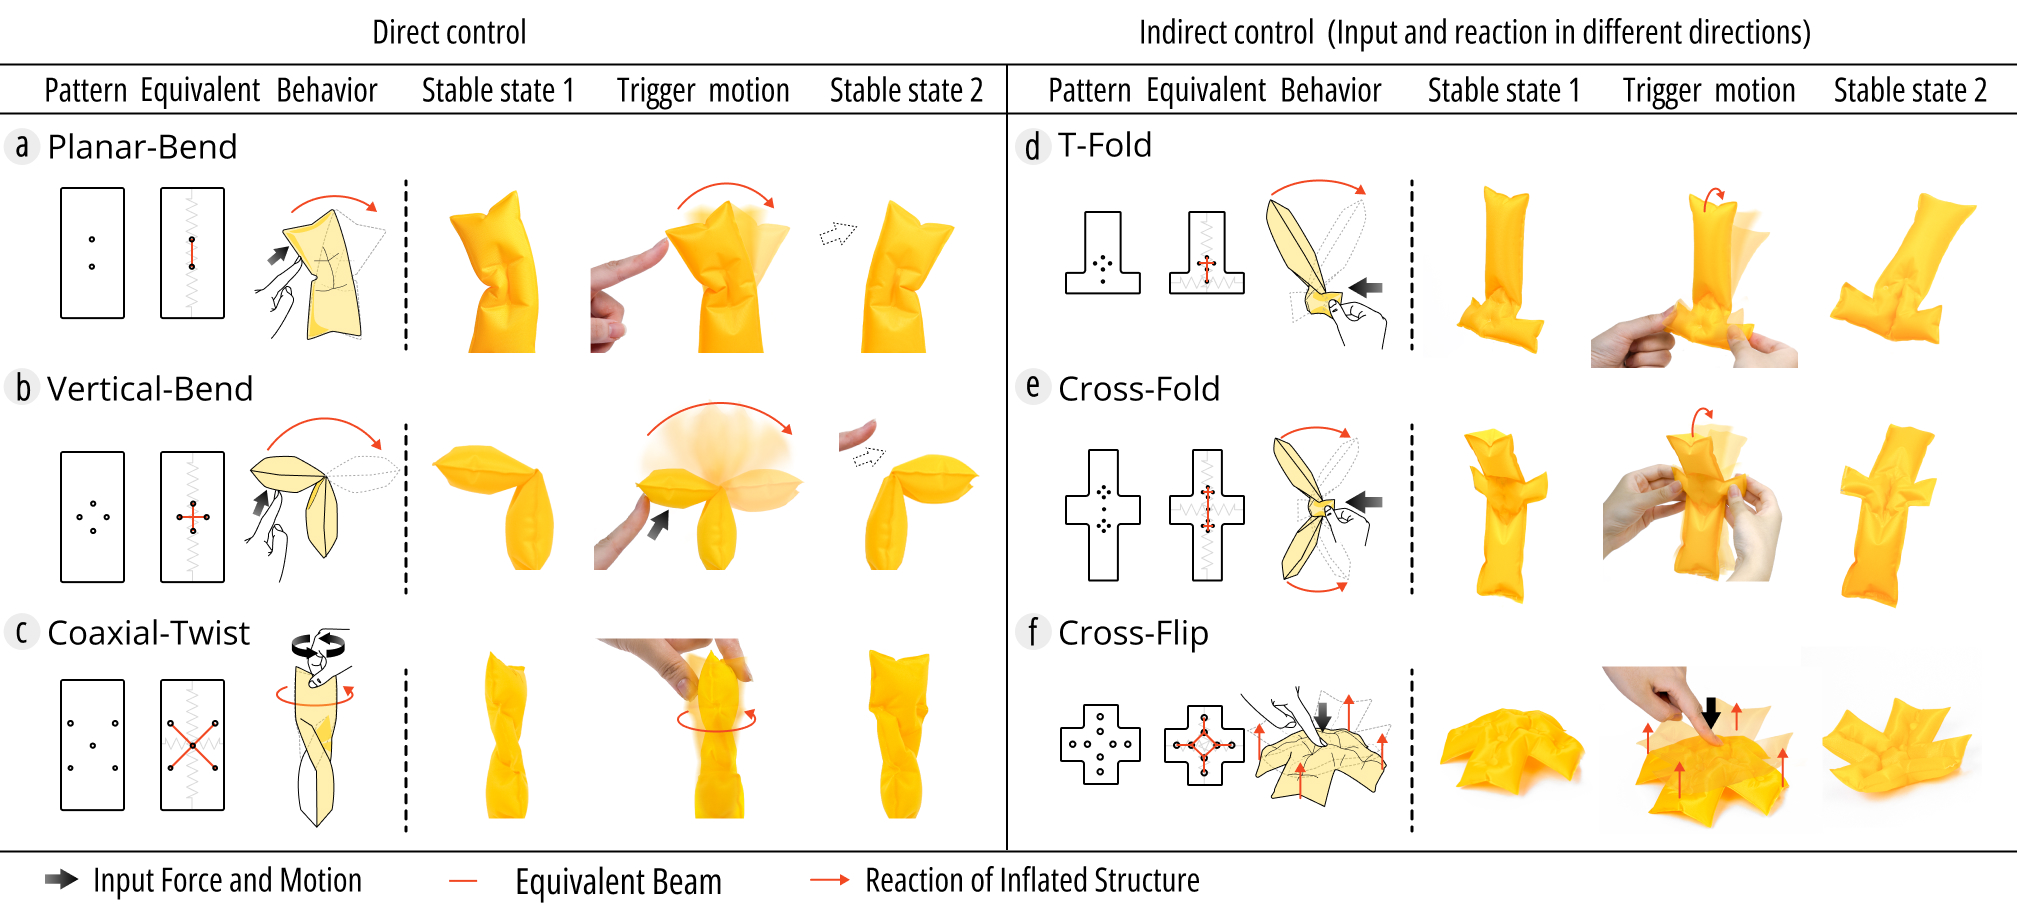 Direct control
Indirect control (Input and reaction in different directions)
Pattern Equivalent Behavior Stable state 1 Trigger motion Stable state 2
Pattern Equivalent Behavior Stable state 1 Trigger motion Stable state 2
a Planar-Bend
b Vertical-Bend
c Coaxial-Twist
d T-Fold
e Cross-Fold
f Cross-Flip
Input Force and Motion
Equivalent Beam
Reaction of Inflated Structure